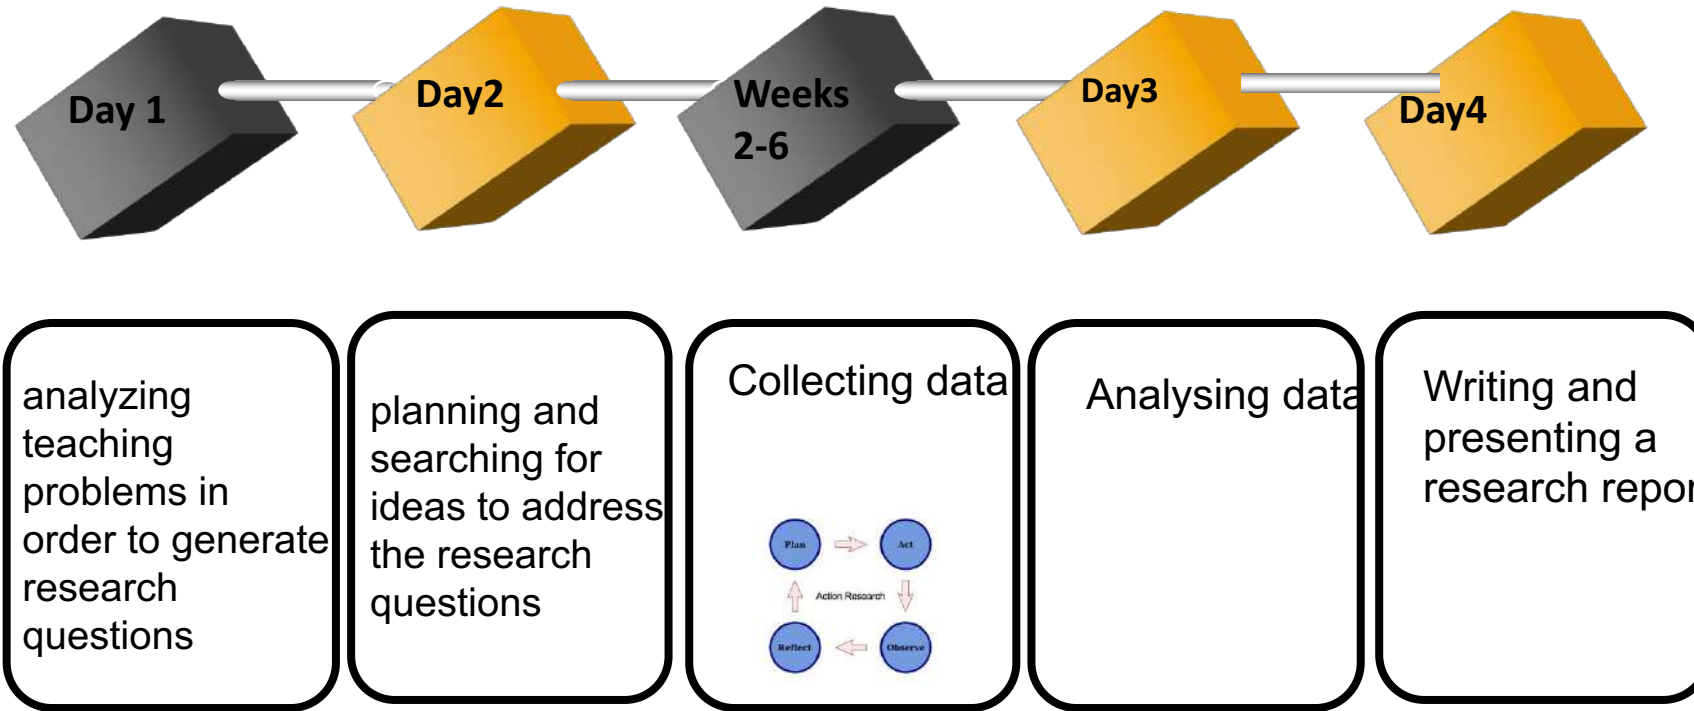 Day 1
Day2
Weeks
2-6
Day3
Day4
analyzing
teaching
problems in
order to generate
research
questions
planning and
searching for
ideas to address
the research
questions
Collecting data
Plan
Act
Action Research
Reflect
Observe
Analysing data
Writing and
presenting a
research repor